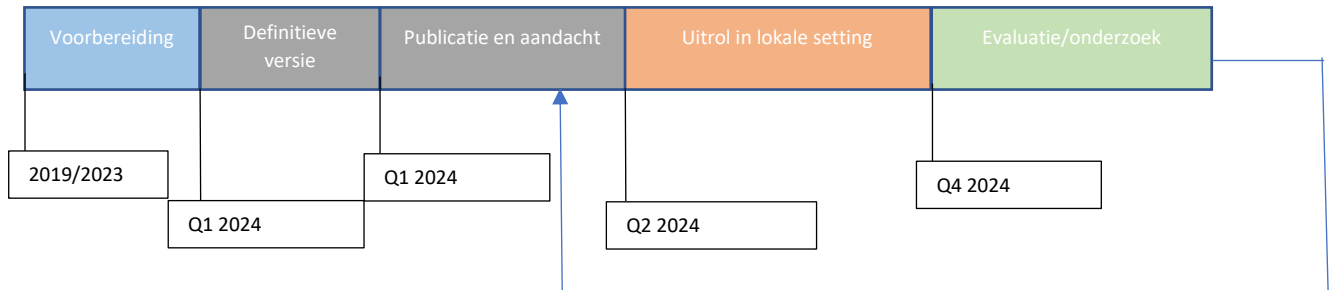 Voorbereiding
Definitieve
versie
Publicatie en aandacht
Uitrol in lokale setting
Evaluatie/onderzoek
2019/2023
Q1 2024
Q1 2024
Q2 2024
Q4 2024